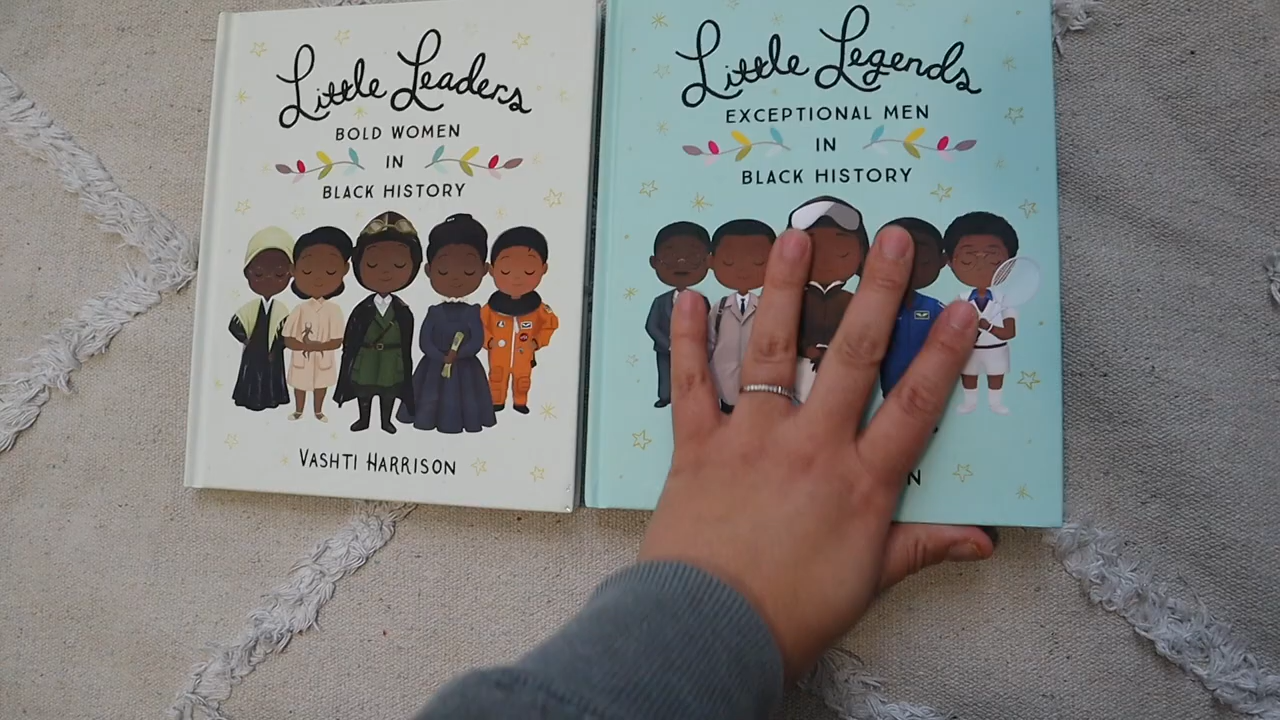 Little Leaders
BOLD WOMEN
IN
BLACK HISTORY
VASHTI HARRISON
Little Legends
EXCEPTIONAL MEN
IN
BLACK HISTORY